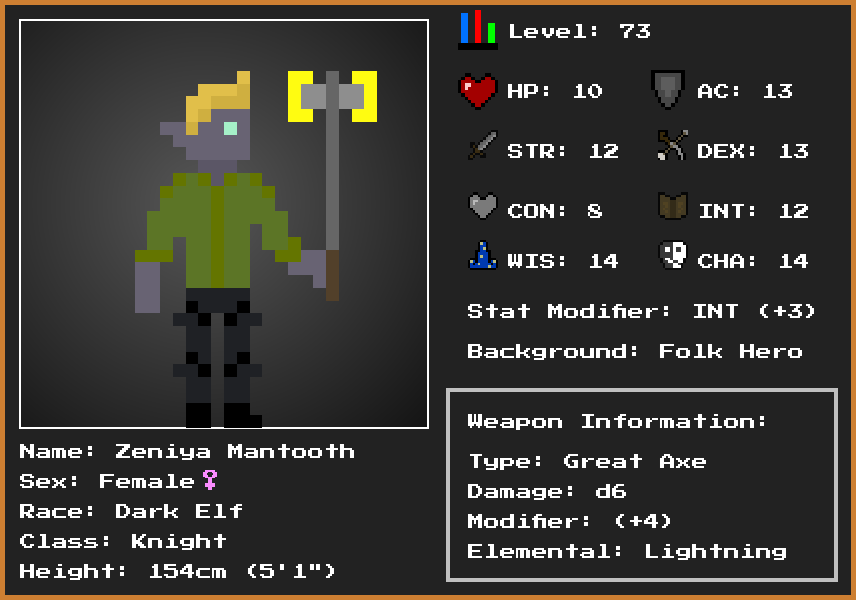 Level: 73
HP: 10
AC: 13
STR: 12
DEX: 13
CON: 8
INT: 12
WIS: 14
CHA: 14
Stat Modifier: INT (+3)
Background: Folk Hero
Weapon Information:
Type: Great Axe
Damage: d6
Modifier: (+4)
Elemental: Lightning
Name: Zeniya Mantooth
Sex: Female♀
Race: Dark Elf
Class: Knight
Height: 154cm (5'1")